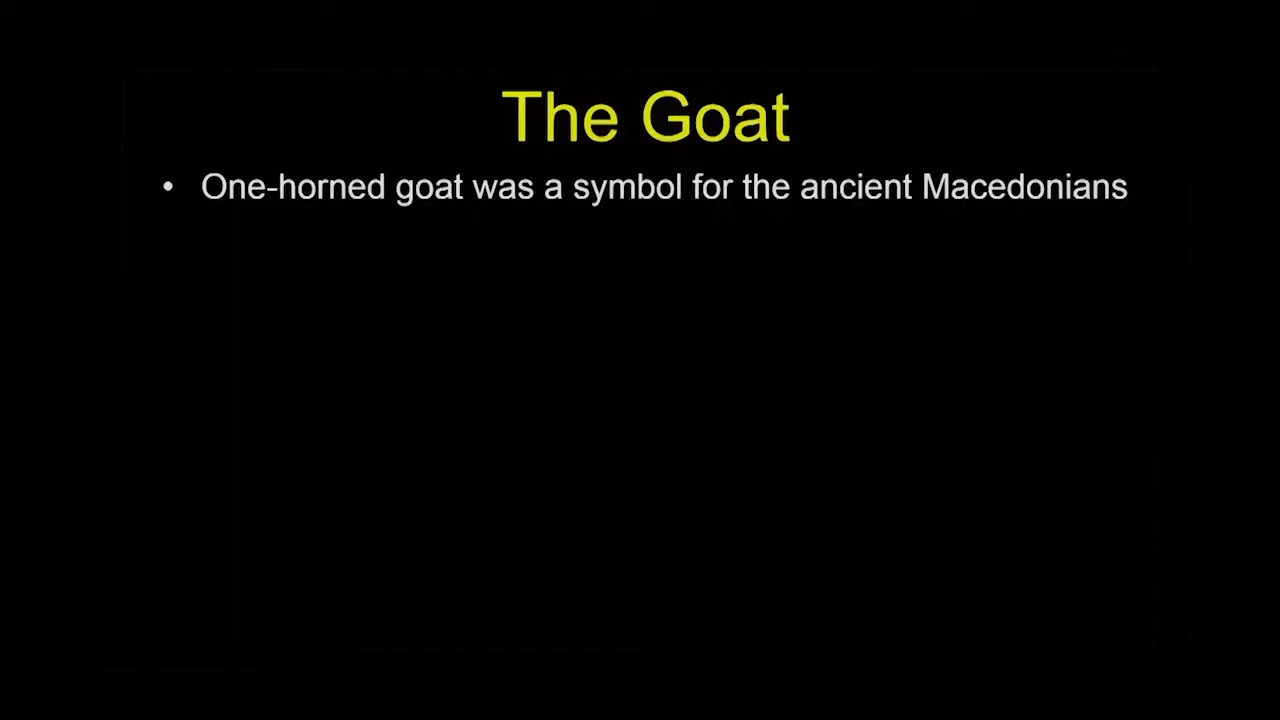 The Goat
• One-horned goat was a symbol for the ancient Macedonians